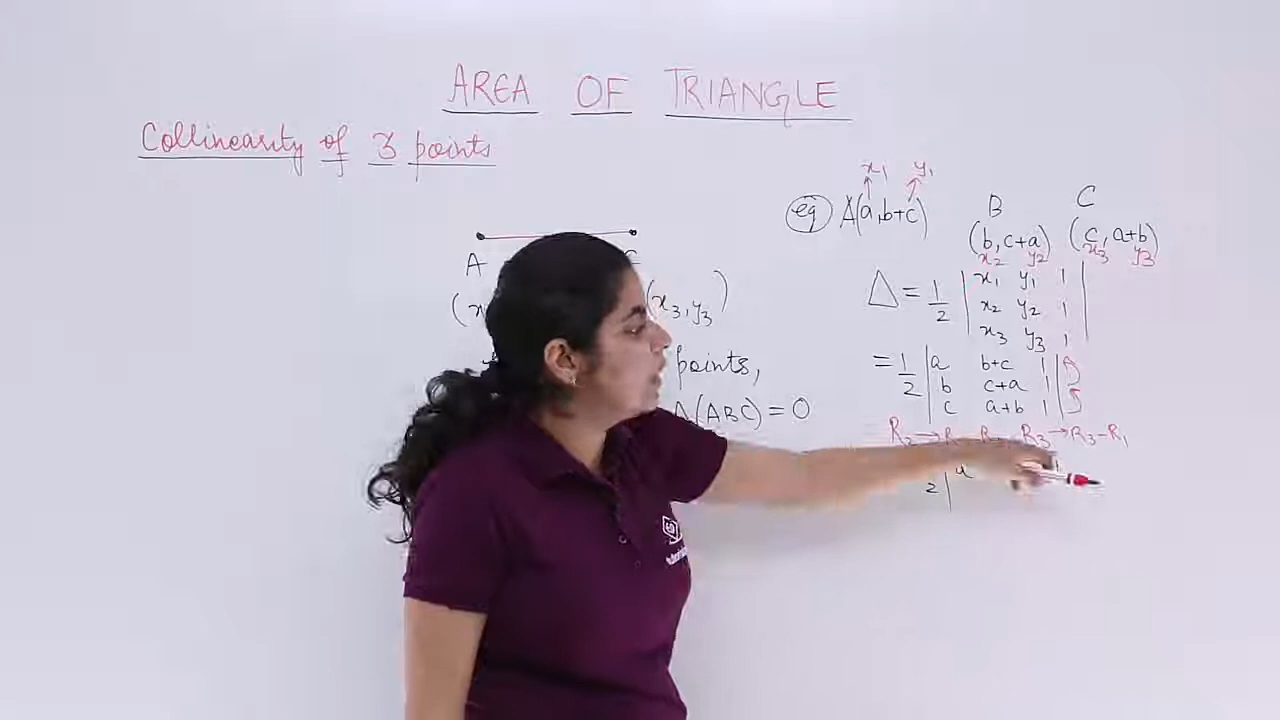 AREA OF TRIANGLE
Collinearity of 3 points
A
(x
(x3, y3)
points,
A(ABC) = 0
x1 y1
eg A(a, b+c) B C
(b, c+a) (c, a+b)
x2 y2 x3 y3
Δ = 1/2 | x1 y1 1 |
x2 y2 1
x3 y3 1
= 1/2 | a b+c 1 |
b c+a 1
c a+b 1
R2 → R R3 → R3 - R1
2 | a